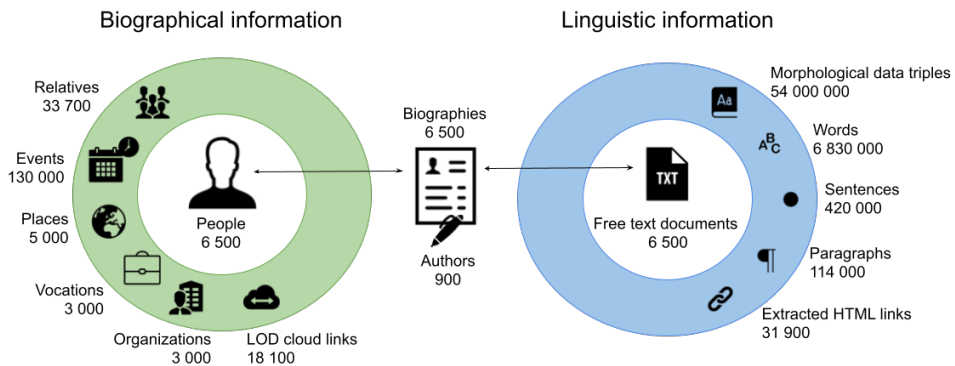 Biographical information
Relatives
33 700
Events
130 000
Places
5 000
Vocations
3 000
Organizations
3 000
LOD cloud links
18 100
People
6 500
Biographies
6 500
Authors
900
Linguistic information
TXT
Free text documents
6 500
Aa
Morphological data triples
54 000 000
ABC
Words
6 830 000
Sentences
420 000
¶
Paragraphs
114 000
Extracted HTML links
31 900